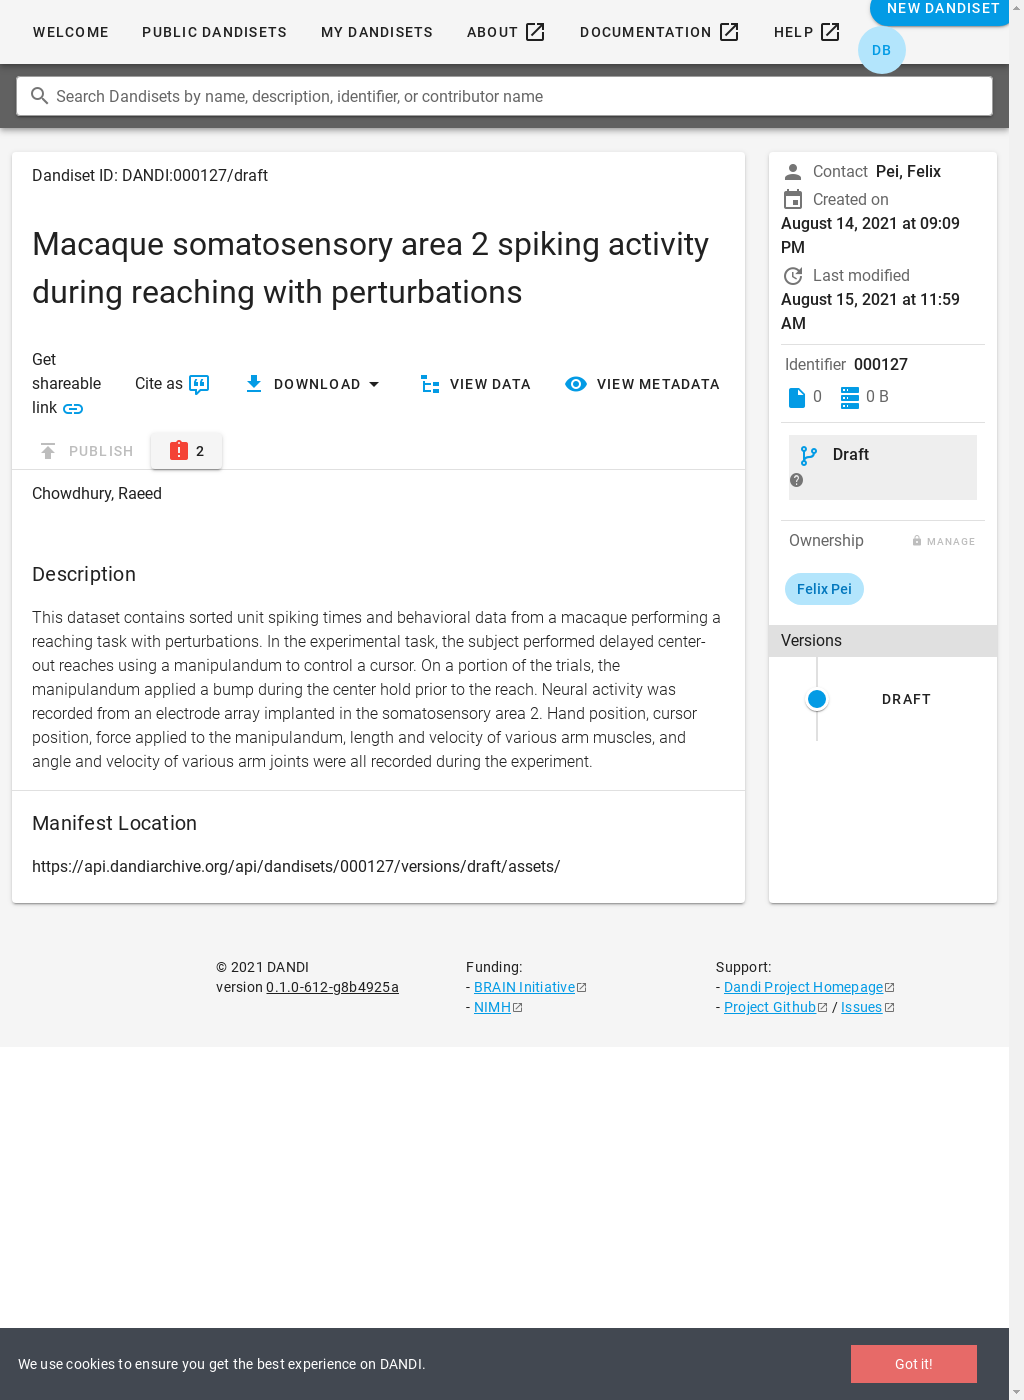 NEW DANDISET
WELCOME
PUBLIC DANDISETS
MY DANDISETS
ABOUT
DOCUMENTATION
HELP
DB
Search Dandisets by name, description, identifier, or contributor name
Dandiset ID: DANDI:000127/draft
Macaque somatosensory area 2 spiking activity
during reaching with perturbations
Get
shareable
link
Cite as
DOWNLOAD
VIEW DATA
VIEW METADATA
PUBLISH
2
Chowdhury, Raeed
Description
This dataset contains sorted unit spiking times and behavioral data from a macaque performing a
reaching task with perturbations. In the experimental task, the subject performed delayed center-
out reaches using a manipulandum to control a cursor. On a portion of the trials, the
manipulandum applied a bump during the center hold prior to the reach. Neural activity was
recorded from an electrode array implanted in the somatosensory area 2. Hand position, cursor
position, force applied to the manipulandum, length and velocity of various arm muscles, and
angle and velocity of various arm joints were all recorded during the experiment.
Manifest Location
https://api.dandiarchive.org/api/dandisets/000127/versions/draft/assets/
Contact Pei, Felix
Created on
August 14, 2021 at 09:09
PM
Last modified
August 15, 2021 at 11:59
AM
Identifier 000127
0 0 B
Draft
Ownership MANAGE
Felix Pei
Versions
DRAFT
© 2021 DANDI
version 0.1.0-612-g8b4925a
Funding:
- BRAIN Initiative
- NIMH
Support:
- Dandi Project Homepage
- Project Github / Issues
We use cookies to ensure you get the best experience on DANDI.
Got it!